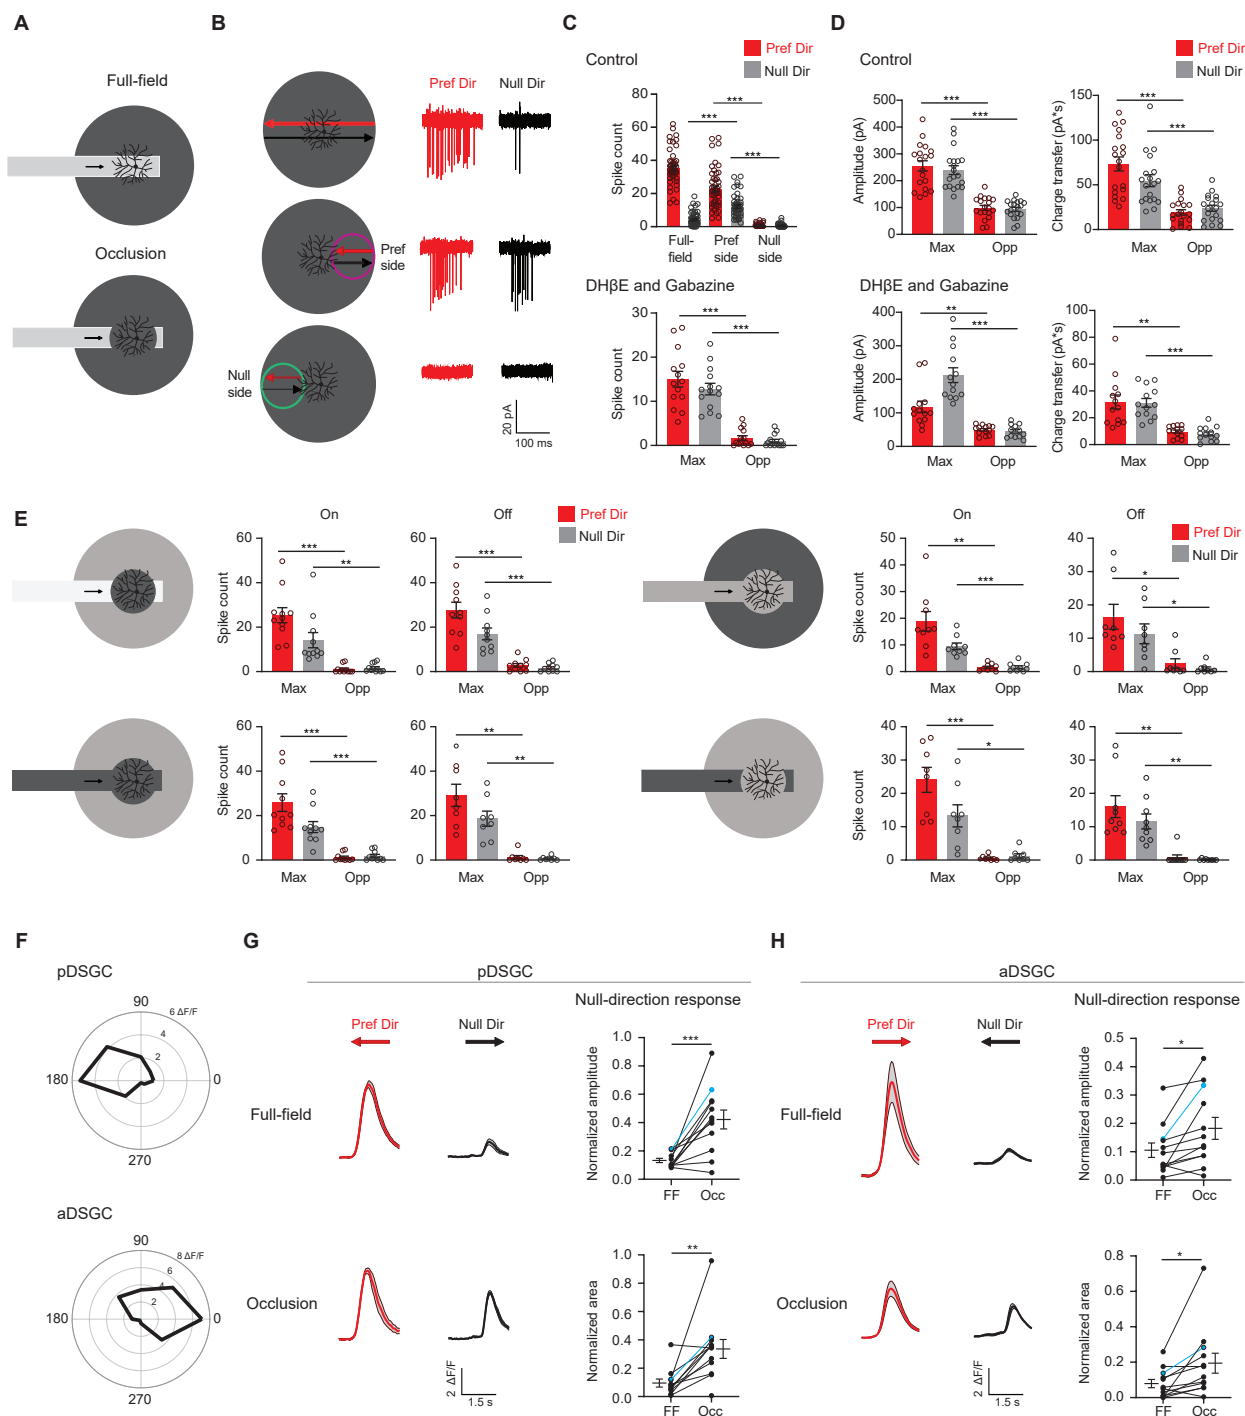 A
B
C
D
Full-field
Occlusion
Pref Dir
Null Dir
Pref
side
Null
side
20 pA
100 ms
Pref Dir
Null Dir
Control
Spike count
80
60
40
20
0
***
***
***
***
Full-
field
Pref
side
Null
side
DHβE and Gabazine
Spike count
30
20
10
0
***
***
Max
Opp
Pref Dir
Null Dir
Control
Amplitude (pA)
500
400
300
200
100
0
***
***
Max
Opp
Charge transfer (pA*s)
150
100
50
0
***
***
Max
Opp
DHβE and Gabazine
Amplitude (pA)
400
300
200
100
0
**
***
Max
Opp
Charge transfer (pA*s)
100
80
60
40
20
0
**
***
Max
Opp
E
On
Off
Pref Dir
Null Dir
Spike count
60
40
20
0
***
**
Max
Opp
60
40
20
0
***
***
Max
Opp
Spike count
60
40
20
0
***
***
Max
Opp
60
40
20
0
**
**
Max
Opp
On
Off
Pref Dir
Null Dir
Spike count
60
40
20
0
**
***
Max
Opp
40
30
20
10
0
*
*
Max
Opp
Spike count
40
30
20
10
0
***
*
Max
Opp
40
30
20
10
0
**
**
Max
Opp
F
pDSGC
90
6 ΔF/F
4
2
180
0
270
aDSGC
90
8 ΔF/F
6
4
2
180
0
270
G
pDSGC
Pref Dir
Null Dir
Null-direction response
Full-field
Normalized amplitude
1.0
0.8
0.6
0.4
0.2
0.0
***
FF
Occ
Occlusion
2 ΔF/F
1.5 s
Normalized area
1.0
0.8
0.6
0.4
0.2
0.0
**
FF
Occ
H
aDSGC
Pref Dir
Null Dir
Null-direction response
Full-field
Normalized amplitude
0.5
0.4
0.3
0.2
0.1
0.0
*
FF
Occ
Occlusion
2 ΔF/F
1.5 s
Normalized area
0.8
0.6
0.4
0.2
0.0
*
FF
Occ